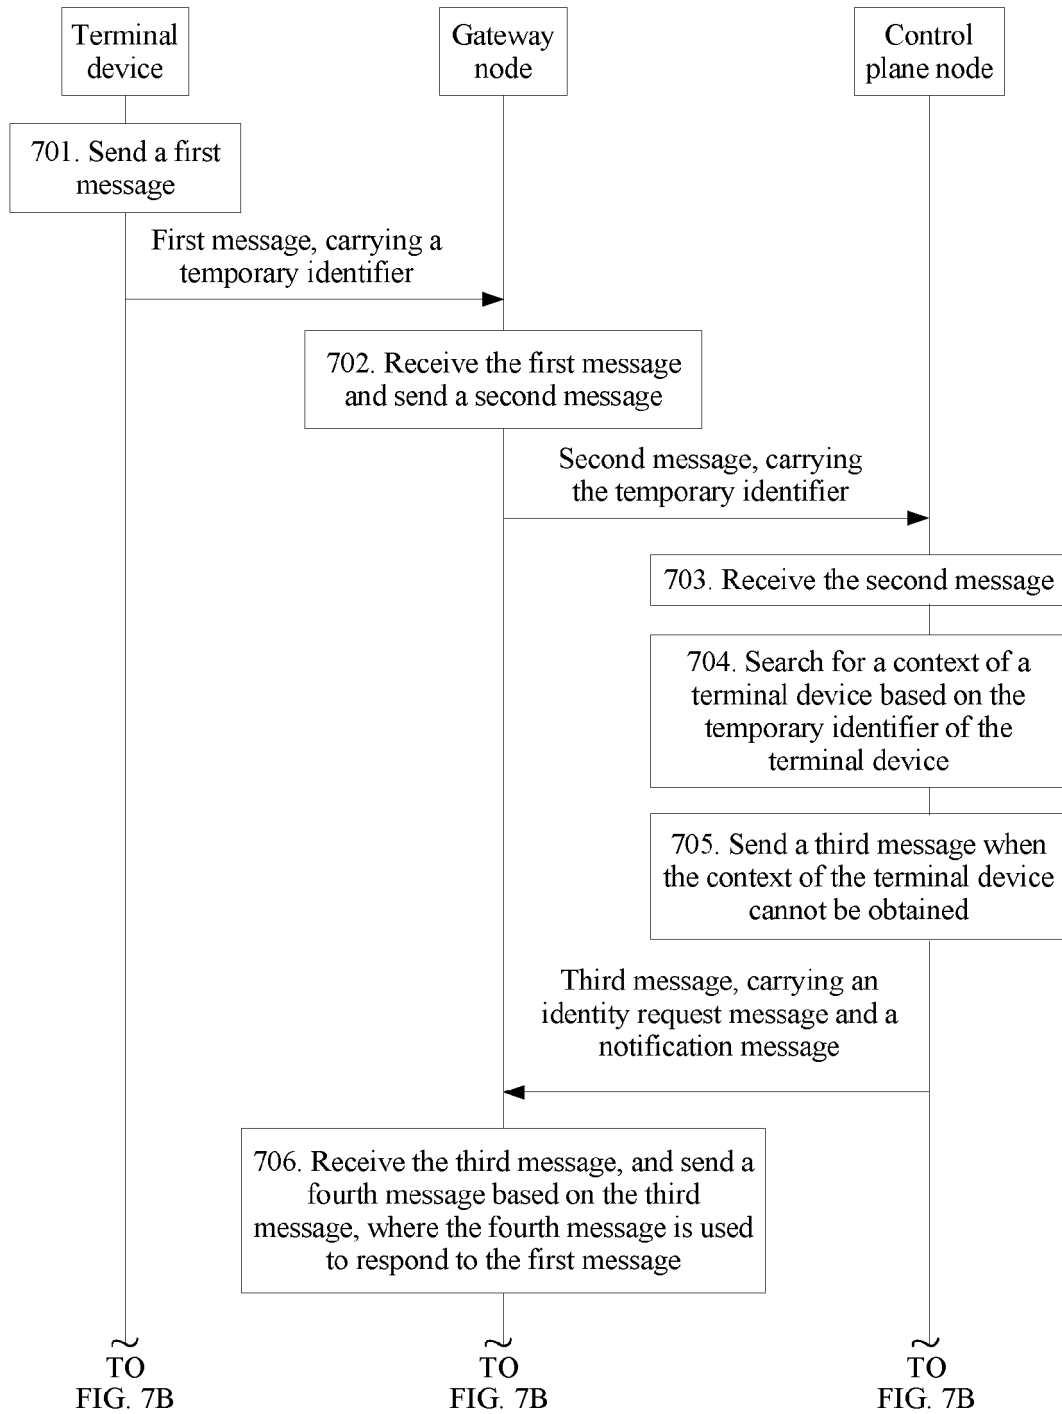 Terminal
device
Gateway
node
Control
plane node
701. Send a first
message
First message, carrying a
temporary identifier
702. Receive the first message
and send a second message
Second message, carrying
the temporary identifier
703. Receive the second message
704. Search for a context of a
terminal device based on the
temporary identifier of the
terminal device
705. Send a third message when
the context of the terminal device
cannot be obtained
Third message, carrying an
identity request message and a
notification message
706. Receive the third message, and send a
fourth message based on the third
message, where the fourth message is used
to respond to the first message
TO
FIG. 7B
TO
FIG. 7B
TO
FIG. 7B